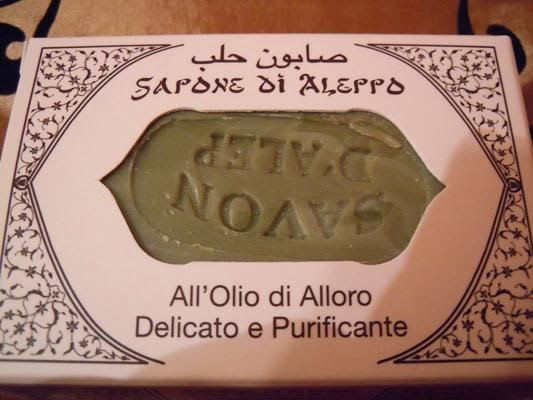 صابون حلب
SAPONE DI ALEPPO
SAVON
D'ALEP
All'Olio di Alloro
Delicato e Purificante